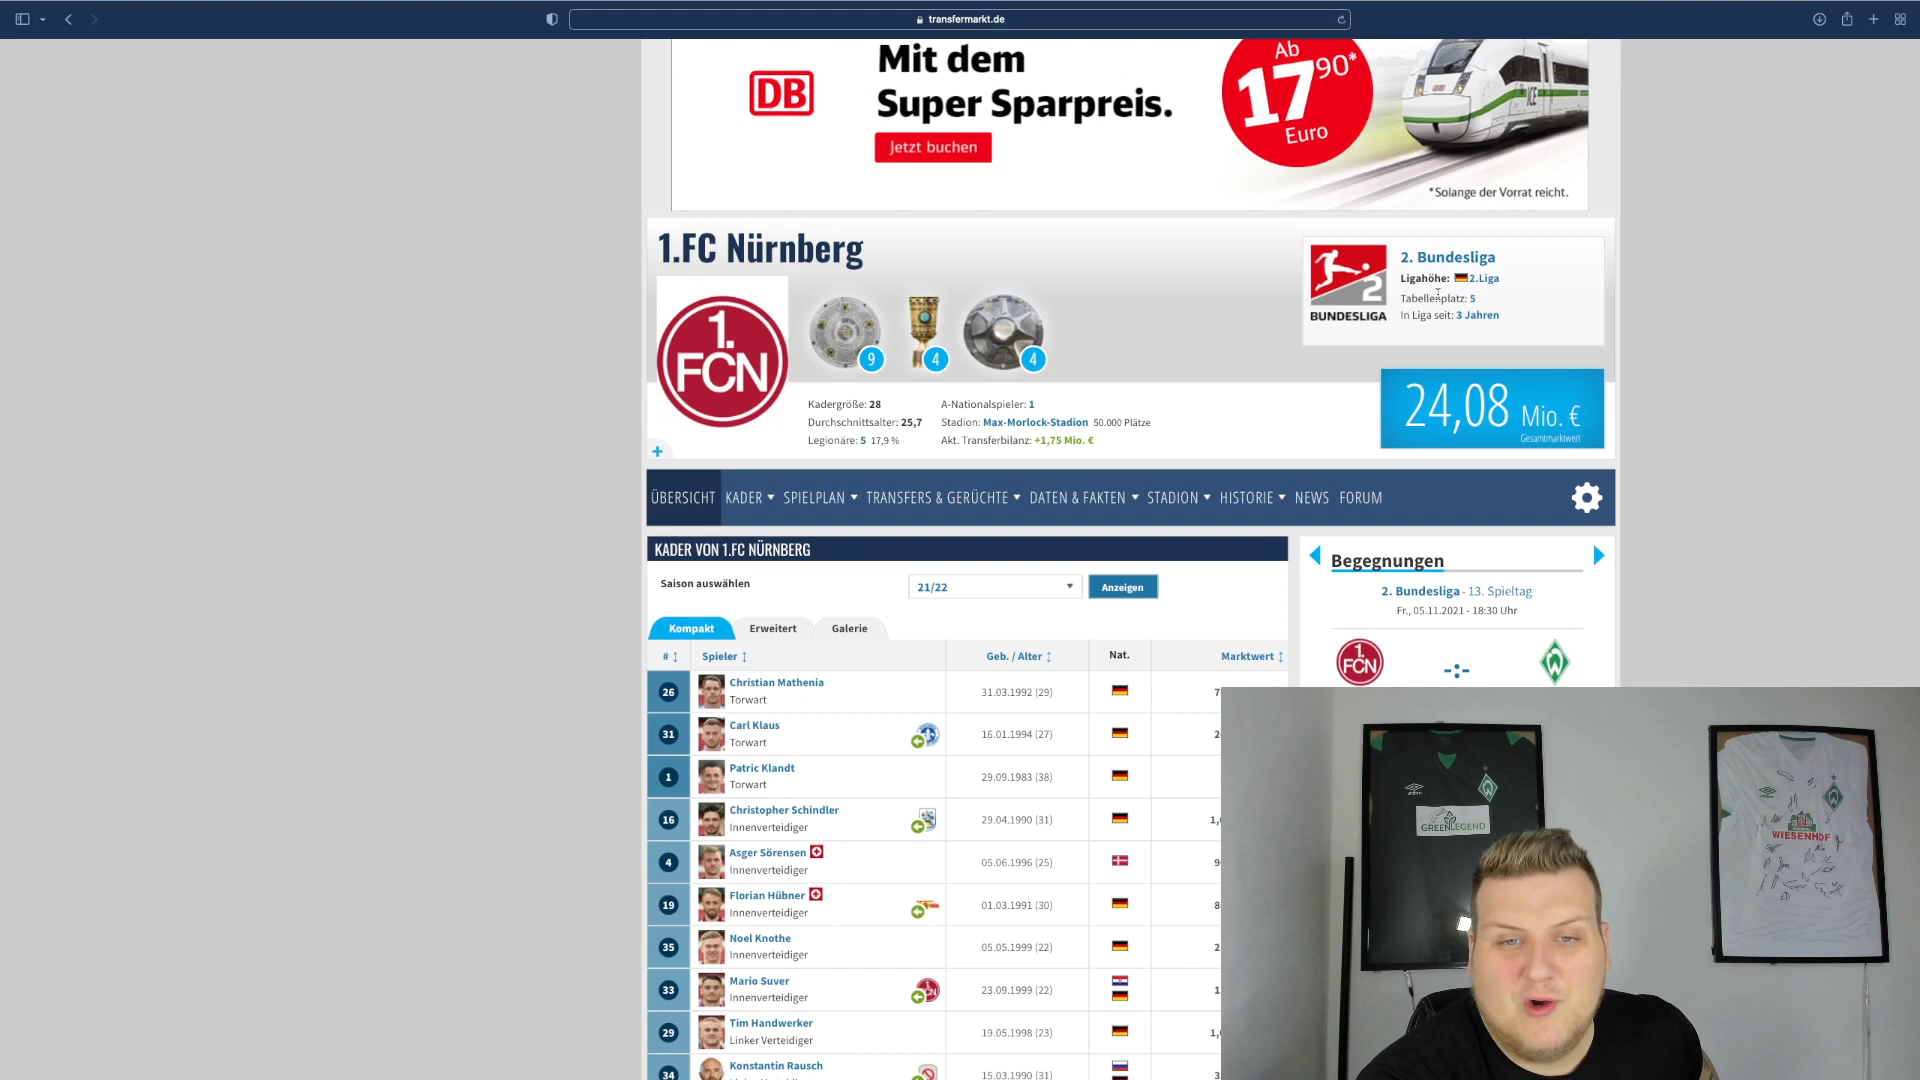 transfermarkt.de
Mit dem
Super Sparpreis.
DB
Jetzt buchen
Ab
17 90*
Euro
ICE
*Solange der Vorrat reicht.
1.FC Nürnberg
1.
FCN
9
4
4
2
BUNDESLIGA
2. Bundesliga
Ligahöhe: 2.Liga
Tabellenplatz: 5
In Liga seit: 3 Jahren
Kadergröße: 28
Durchschnittsalter: 25,7
Legionäre: 5 17,9 %
A-Nationalspieler: 1
Stadion: Max-Morlock-Stadion 50.000 Plätze
Akt. Transferbilanz: +1,75 Mio. €
24,08 Mio. €
Gesamtmarktwert
+
ÜBERSICHT KADER SPIELPLAN TRANSFERS & GERÜCHTE DATEN & FAKTEN STADION HISTORIE NEWS FORUM
KADER VON 1.FC NÜRNBERG
Saison auswählen
21/22
Anzeigen
Kompakt
Erweitert
Galerie
# Spieler Geb. / Alter Nat. Marktwert
26 Christian Mathenia 31.03.1992 (29)
Torwart
31 Carl Klaus 16.01.1994 (27)
Torwart
1 Patric Klandt 29.09.1983 (38)
Torwart
16 Christopher Schindler 29.04.1990 (31)
Innenverteidiger
4 Asger Sörensen 05.06.1996 (25)
Innenverteidiger
19 Florian Hübner 01.03.1991 (30)
Innenverteidiger
35 Noel Knothe 05.05.1999 (22)
Innenverteidiger
33 Mario Suver 23.09.1999 (22)
Innenverteidiger
29 Tim Handwerker 19.05.1998 (23)
Linker Verteidiger
34 Konstantin Rausch 15.03.1990 (31)
Begegnungen
2. Bundesliga - 13. Spieltag
Fr., 05.11.2021 - 18:30 Uhr
1.
FCN
-:-
W
umbro
GREENLEGEND
W
umbro
WIESENHOF
W